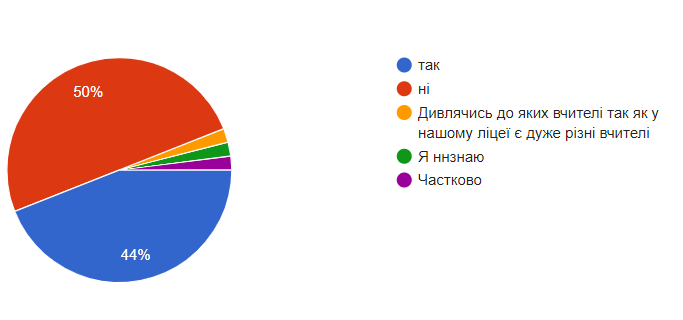 50%
44%
так
ні
Дивлячись до яких вчителі так як у
нашому ліцеї є дуже різні вчителі
Я ннзнаю
Частково